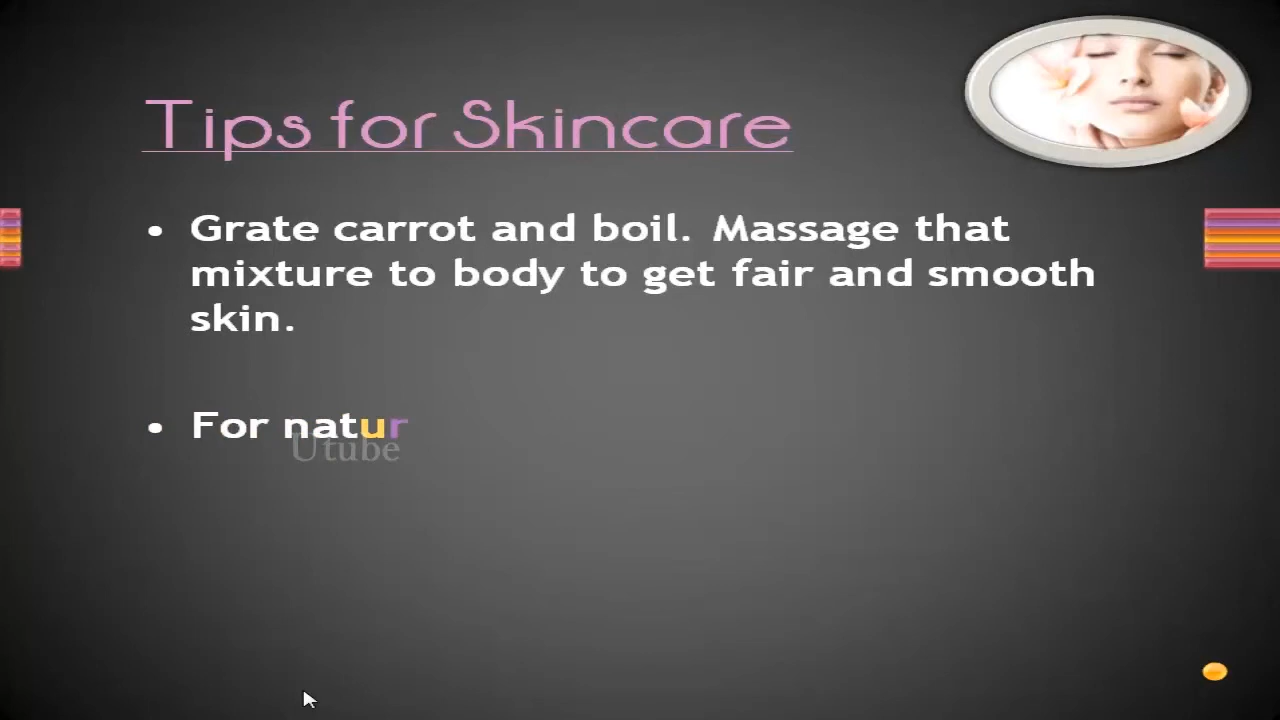 Tips for Skincare
• Grate carrot and boil. Massage that
mixture to body to get fair and smooth
skin.
• For natur
Utube